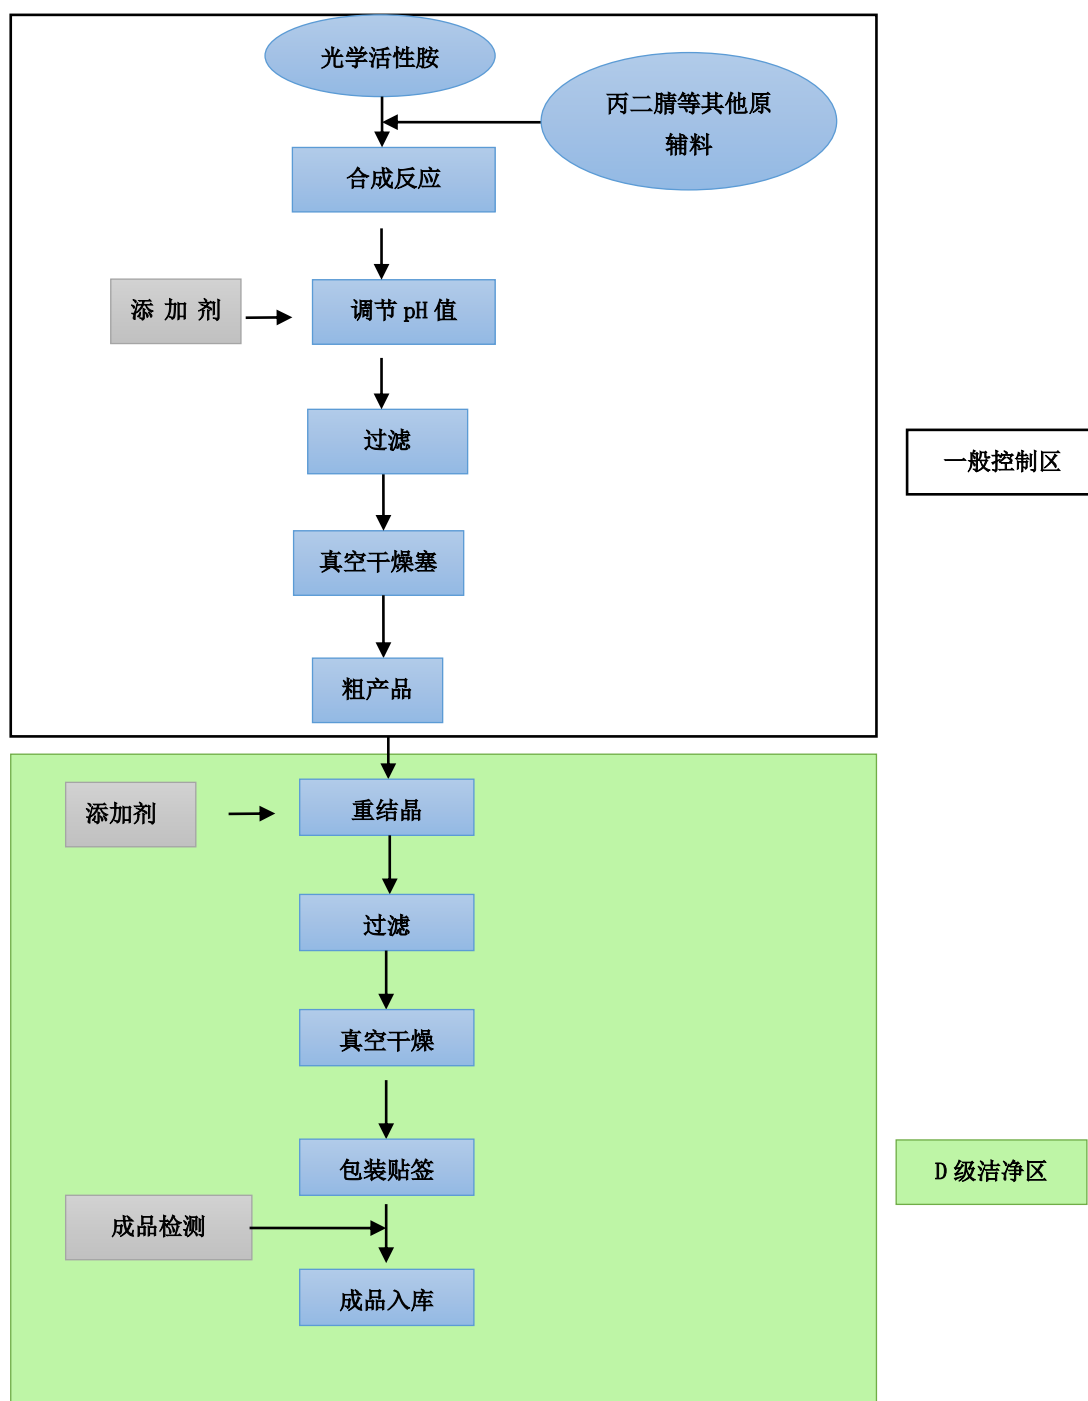 光学活性胺
丙二腈等其他原
辅料
合成反应
添 加 剂
调节 pH 值
过滤
一般控制区
真空干燥塞
粗产品
添加剂
重结晶
过滤
真空干燥
包装贴签
D 级洁净区
成品检测
成品入库